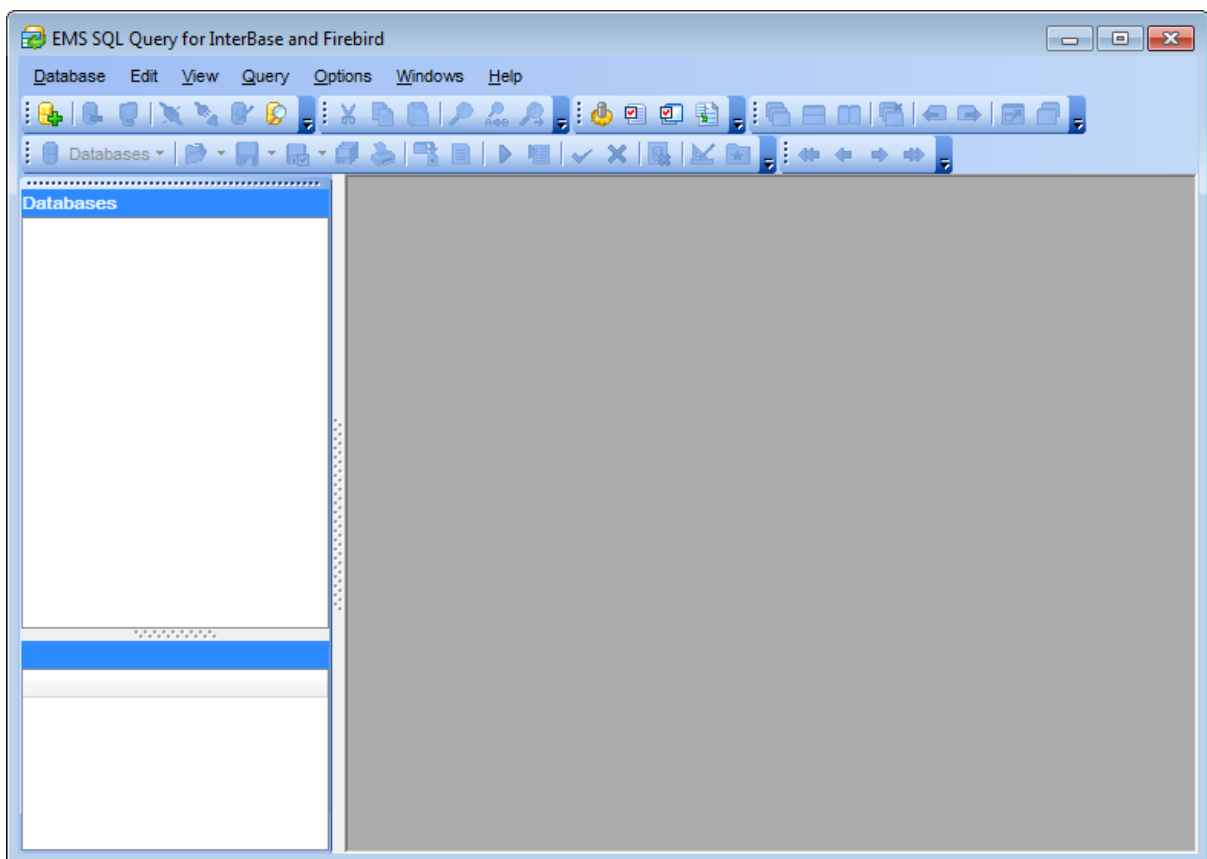 EMS SQL Query for InterBase and Firebird
Database Edit View Query Options Windows Help
Databases
Databases